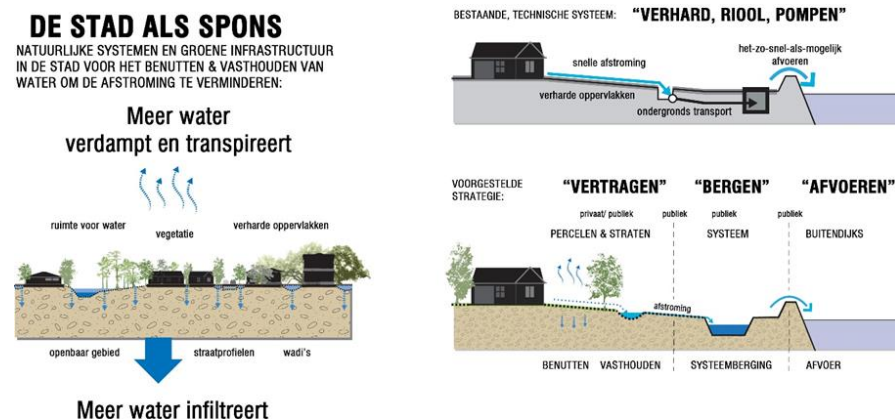 DE STAD ALS SPONS
NATUURLIJKE SYSTEMEN EN GROENE INFRASTRUCTUUR
IN DE STAD VOOR HET BENUTTEN & VASTHOUDEN VAN
WATER OM DE AFSTROMING TE VERMINDEREN:
Meer water
verdampt en transpireert
ruimte voor water
vegetatie
verharde oppervlakken
openbaar gebied
straatprofielen
wadi's
Meer water infiltreert
BESTAANDE, TECHNISCHE SYSTEEM: "VERHARD, RIOOL, POMPEN"
het-zo-snel-als-mogelijk
afvoeren
snelle afstroming
verharde oppervlakken
ondergronds transport
VOORGESTELDE
STRATEGIE:
"VERTRAGEN" "BERGEN" "AFVOEREN"
privaat/ publiek publiek publiek publiek
PERCELEN & STRATEN SYSTEEM BUITENDIJKS
afstroming
BENUTTEN VASTHOUDEN SYSTEEMBERGING AFVOER